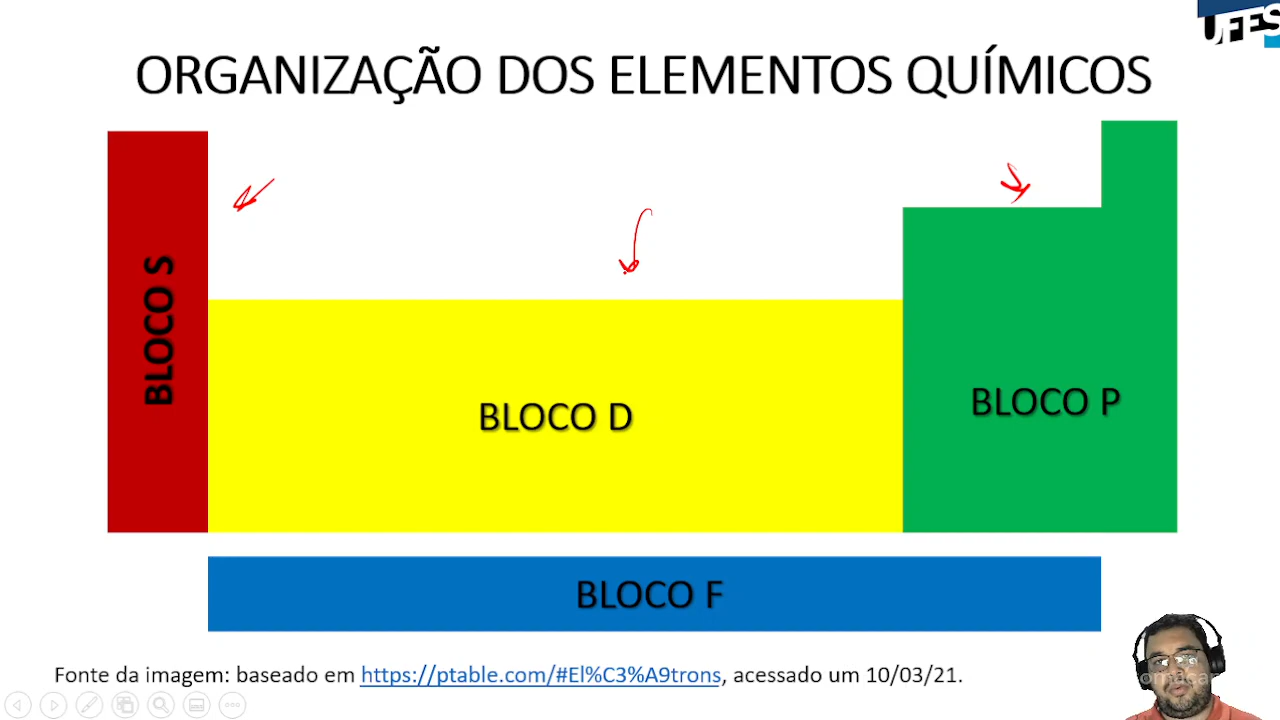 UFES
ORGANIZAÇÃO DOS ELEMENTOS QUÍMICOS
BLOCO S
BLOCO D
BLOCO P
BLOCO F
Fonte da imagem: baseado em https://ptable.com/#El%C3%A9trons, acessado um 10/03/21.